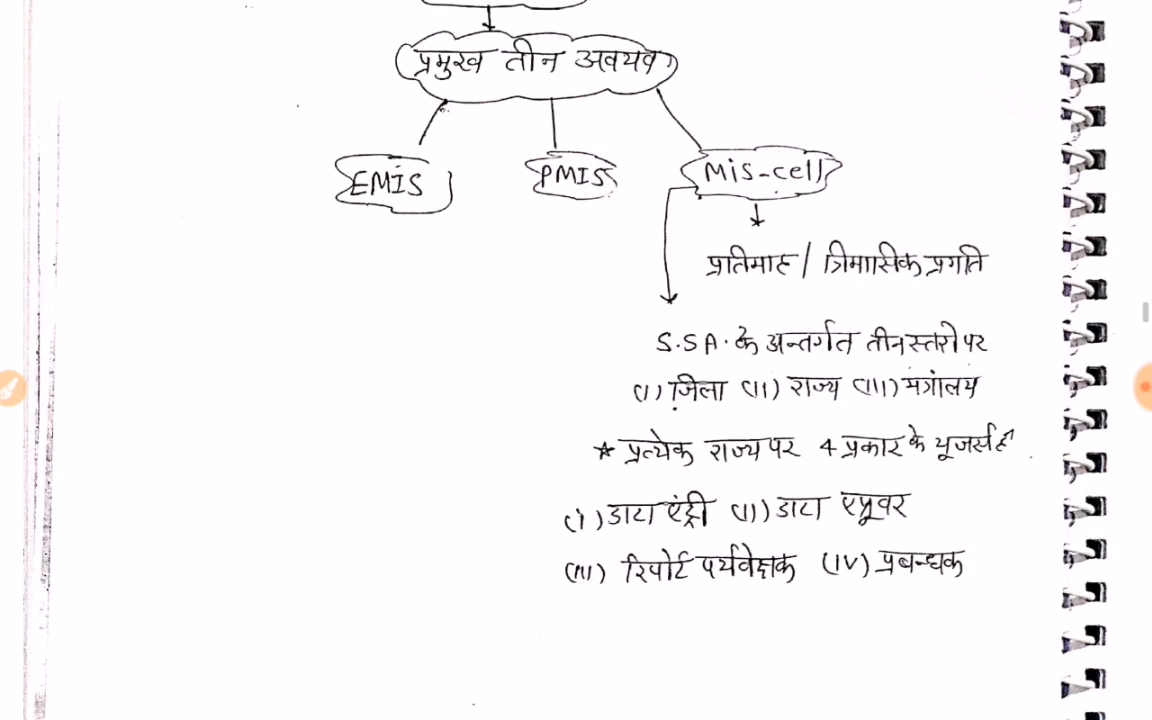 प्रमुख तीन अवयव
EMIS PMIS Mis-cell
प्रतिमाह / त्रिमासिक प्रगति
S.S.A. के अन्तर्गत तीन स्तरो पर
(I) जिला (II) राज्य (III) मंत्रांलय
* प्रत्येक राज्य पर 4 प्रकार के यूजर्स है
(i) डाटा एंट्री (II) डाटा एप्रूवर
(III) रिपोर्ट पर्यवेक्षक (IV) प्रबन्धक